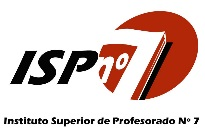 ISP nº 7
Instituto Superior de Profesorado Nº 7